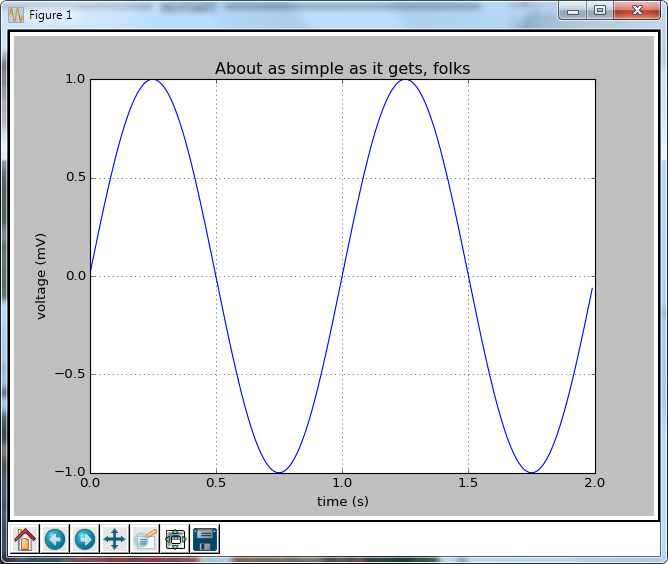 Figure 1
About as simple as it gets, folks
1.0
0.5
0.0
−0.5
−1.0
voltage (mV)
0.0 0.5 1.0 1.5 2.0
time (s)